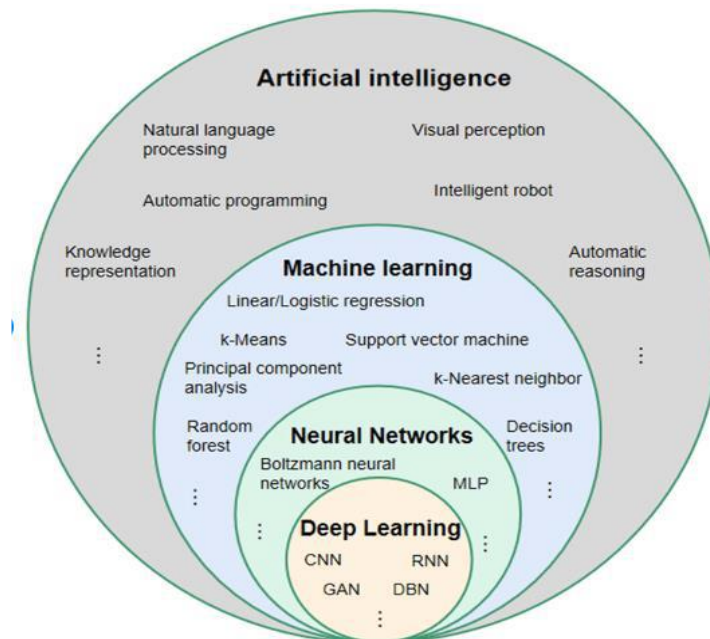 Artificial intelligence
Natural language
processing
Visual perception
Automatic programming
Intelligent robot
Knowledge
representation
Automatic
reasoning
⋮
⋮
Machine learning
Linear/Logistic regression
k-Means
Support vector machine
Principal component
analysis
k-Nearest neighbor
Random
forest
Decision
trees
⋮
⋮
Neural Networks
Boltzmann neural
networks
MLP
⋮
⋮
Deep Learning
CNN
RNN
GAN
DBN
⋮